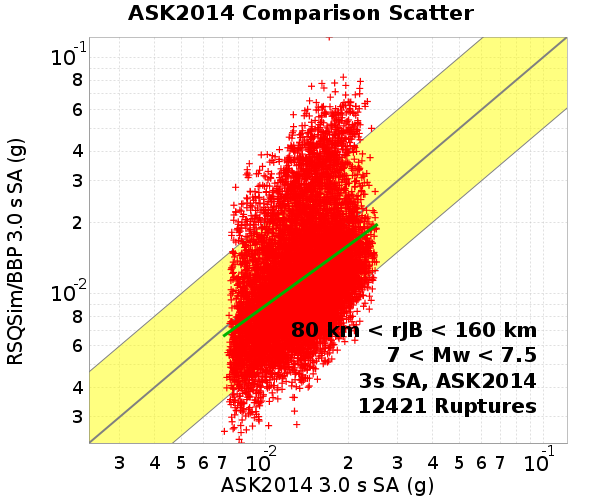 ASK2014 Comparison Scatter
RSQSim/BBP 3.0 s SA (g)
10^-1
8
6
4
3
2
10^-2
8
6
4
3
80 km < rJB < 160 km
7 < Mw < 7.5
3s SA, ASK2014
12421 Ruptures
3 4 5 6 7 10^-2 2 3 4 5 6 7 10^-1
ASK2014 3.0 s SA (g)